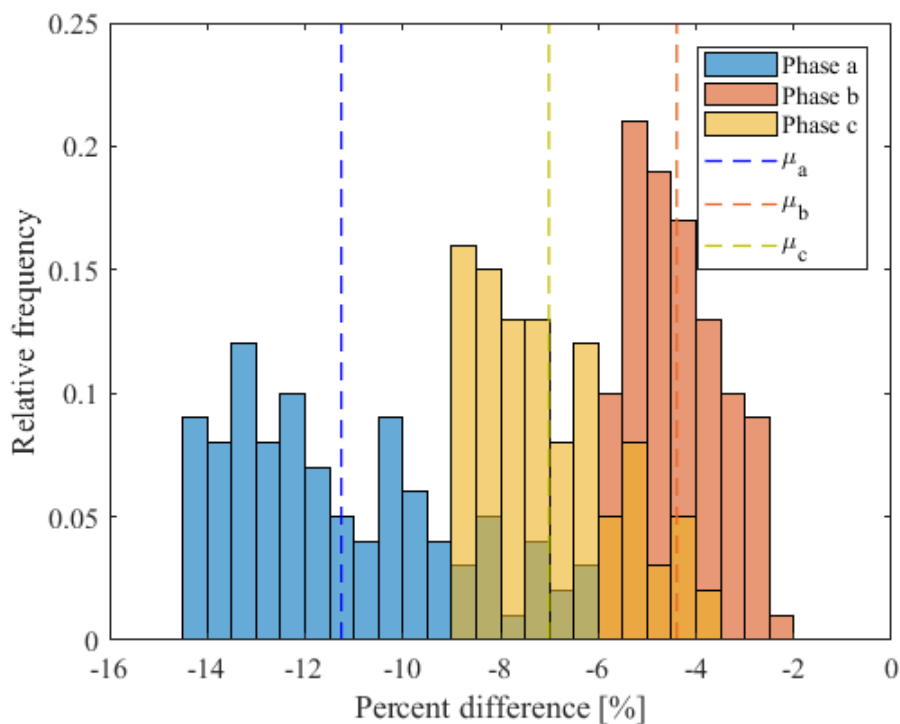 0.25
0.2
0.15
0.1
0.05
0
Relative frequency
-16
-14
-12
-10
-8
-6
-4
-2
0
Percent difference [%]
Phase a
Phase b
Phase c
μa
μb
μc